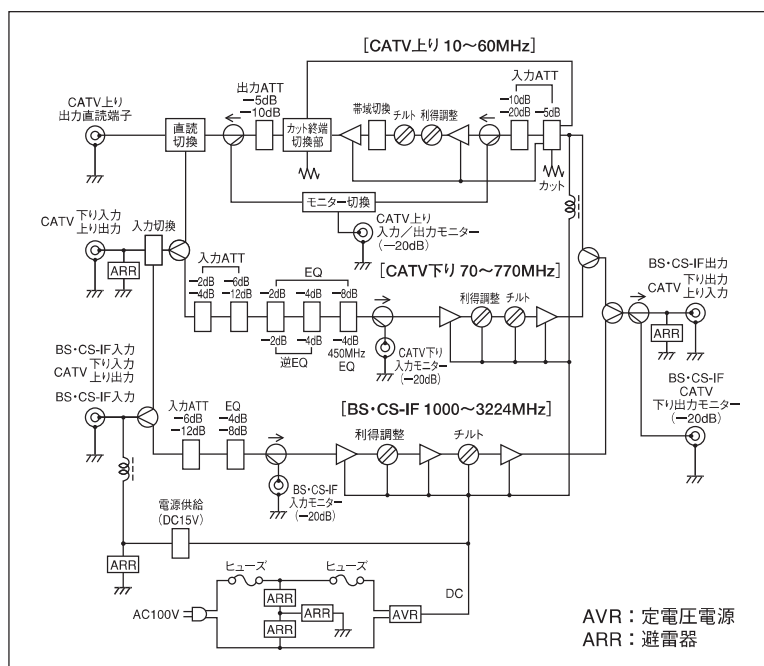 [CATV上り 10～60MHz]
CATV上り
出力直読端子
直読
切換
出力ATT
−5dB
−10dB
カット終端
切換部
帯域切換
チルト
利得調整
入力ATT
−10dB
−20dB
−5dB
カット
モニター切換
CATV上り
入力／出力モニター
(−20dB)
CATV 下り入力
上り出力
入力切換
ARR
[CATV下り 70～770MHz]
入力ATT
−2dB
−4dB
−6dB
−12dB
EQ
−2dB
−4dB
−8dB
−2dB
−4dB
−4dB
逆EQ
450MHz
EQ
利得調整
チルト
CATV下り
入力モニター
(−20dB)
BS・CS-IF出力
CATV 下り出力
上り入力
ARR
BS・CS-IF
CATV
下り出力モニター
(−20dB)
BS・CS-IF入力
CATV 下り入力
上り出力
BS・CS-IF入力
[BS・CS-IF 1000～3224MHz]
入力ATT
−6dB
−12dB
EQ
−4dB
−8dB
利得調整
チルト
BS・CS-IF
入力モニター
(−20dB)
電源供給
(DC15V)
ARR
ヒューズ
ヒューズ
AC100V
ARR
ARR
ARR
AVR
DC
AVR：定電圧電源
ARR：避雷器